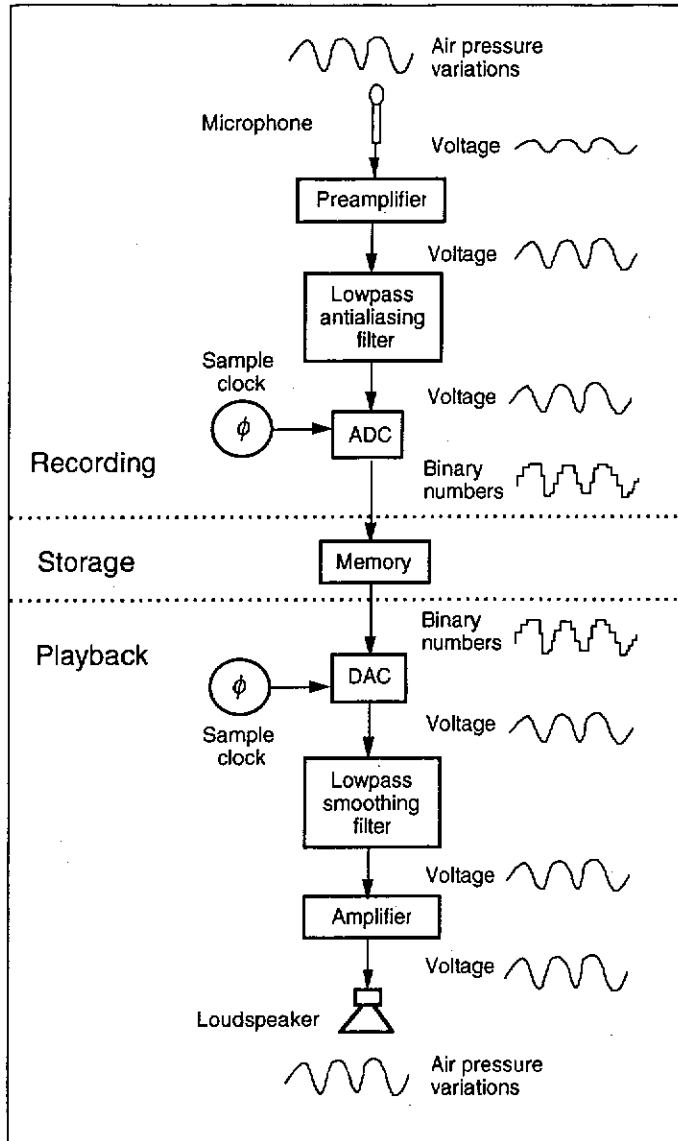 Air pressure
variations
Microphone
Voltage
Preamplifier
Voltage
Lowpass
antialiasing
filter
Sample
clock
Voltage
ϕ
ADC
Recording
Binary
numbers
Storage
Memory
Binary
numbers
Playback
DAC
ϕ
Voltage
Sample
clock
Lowpass
smoothing
filter
Voltage
Amplifier
Voltage
Loudspeaker
Air pressure
variations